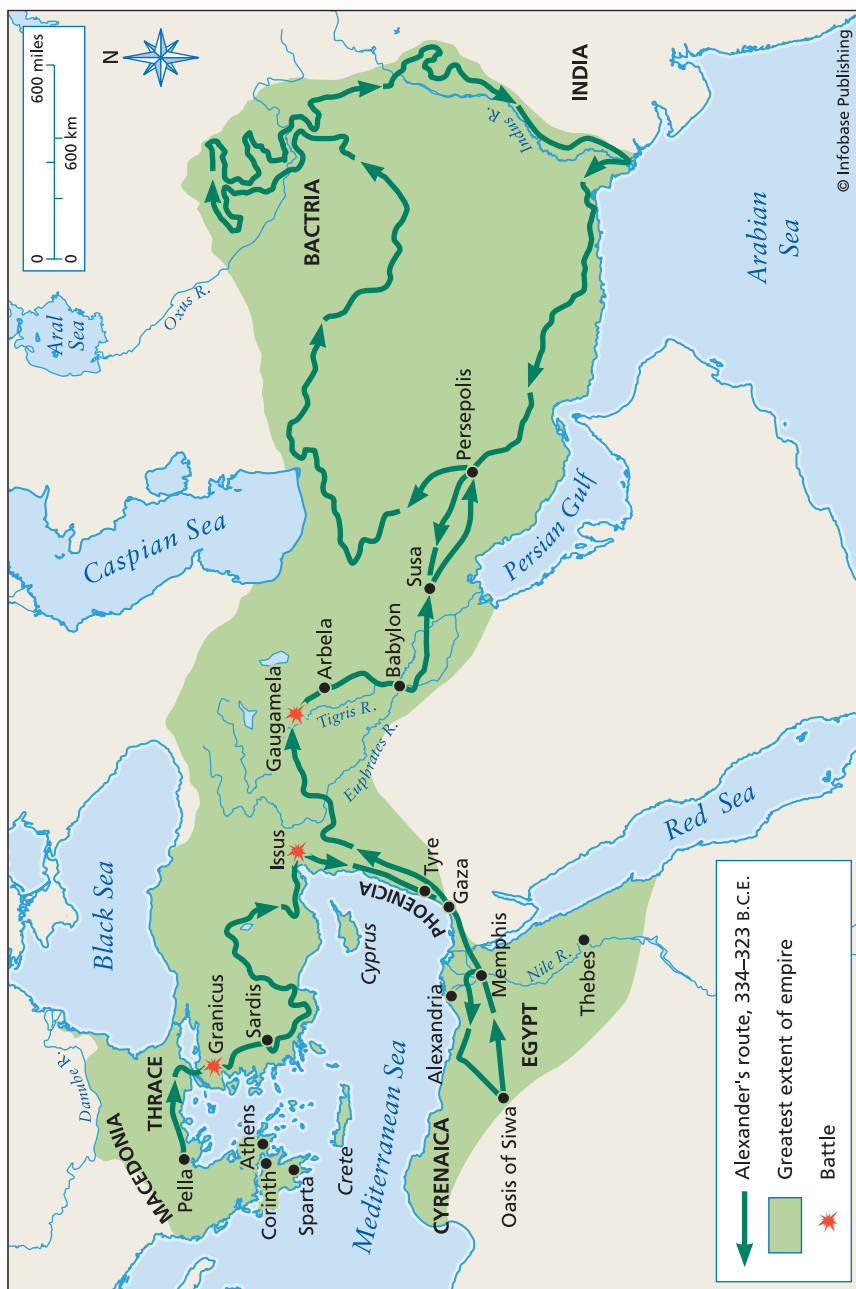 0 600 miles
0 600 km
N
Aral
Sea
Oxus R.
BACTRIA
INDIA
Indus R.
Arabian
Sea
Caspian Sea
Persepolis
Susa
Persian Gulf
Babylon
Arbela
Gaugamela
Tigris R.
Euphrates R.
Black Sea
Issus
Tyre
PHOENICIA
Gaza
Cyprus
Red Sea
Danube R.
THRACE
MACEDONIA
Pella
Granicus
Sardis
Athens
Corinth
Sparta
Crete
Mediterranean Sea
Alexandria
Memphis
Nile R.
Thebes
EGYPT
CYRENAICA
Oasis of Siwa
Alexander's route, 334–323 B.C.E.
Greatest extent of empire
Battle
© Infobase Publishing